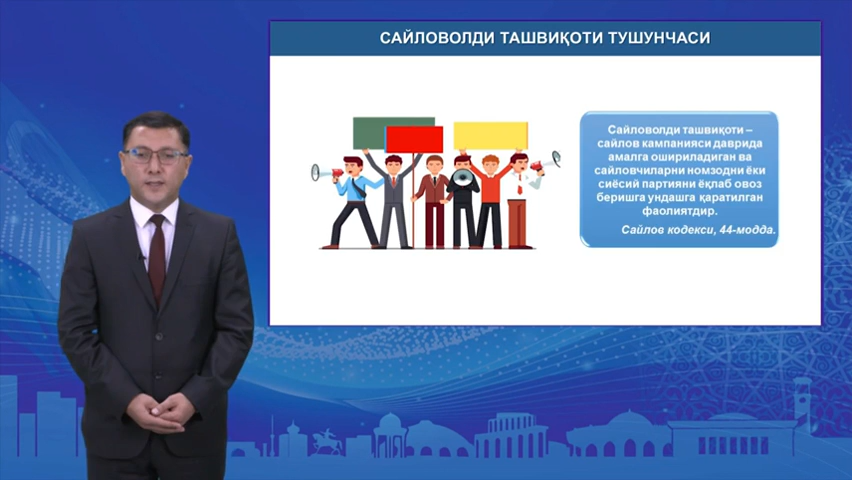 САЙЛОВОЛДИ ТАШВИҚОТИ ТУШУНЧАСИ
Сайловолди ташвиқоти –
сайлов кампанияси даврида
амалга ошириладиган ва
сайловчиларни номзодни ёки
сиёсий партияни ёқлаб овоз
беришга ундашга қаратилган
фаолиятдир.
Сайлов кодекси, 44-модда.